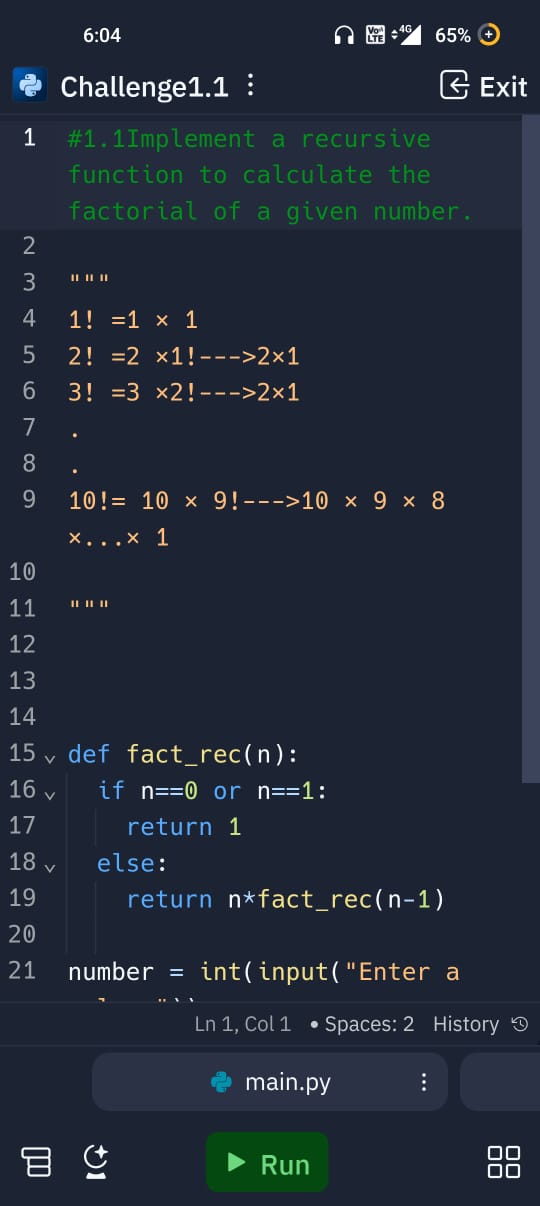 6:04
Vo LTE 4G 65%
Challenge1.1 Exit
1 #1.1Implement a recursive
function to calculate the
factorial of a given number.
2
3 """
4 1! =1 × 1
5 2! =2 ×1!--->2×1
6 3! =3 ×2!--->2×1
7 .
8 .
9 10!= 10 × 9!--->10 × 9 × 8
×...× 1
10
11 """
12
13
14
15 def fact_rec(n):
16 if n==0 or n==1:
17 return 1
18 else:
19 return n*fact_rec(n-1)
20
21 number = int(input("Enter a
Ln 1, Col 1 • Spaces: 2 History
main.py
Run